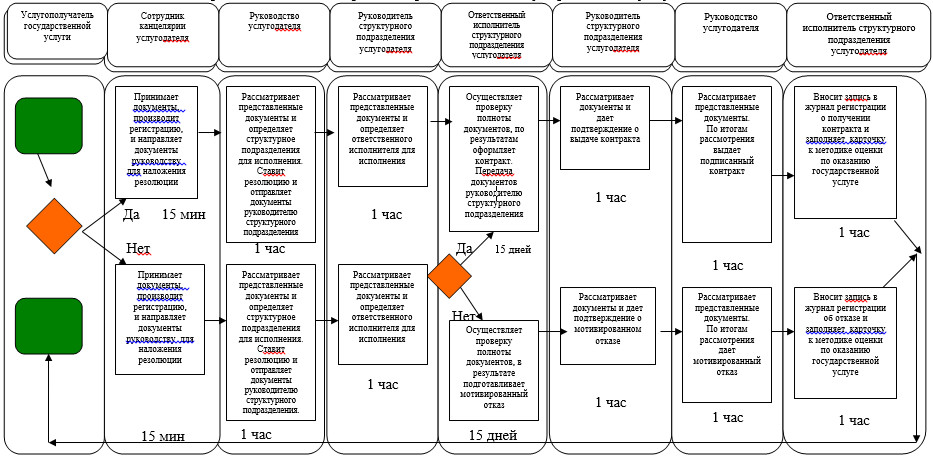 Услугополучатель
государственной
услуги
Сотрудник
канцелярии
услугодателя
Руководство
услугодателя
Руководитель
структурного
подразделения
услугодателя
Ответственный
исполнитель
структурного
подразделения
услугодателя
Руководитель
структурного
подразделения
услугодателя
Руководство
услугодателя
Ответственный
исполнитель структурного
подразделения
услугодателя
Принимает
документы,
производит
регистрацию,
и направляет
документы
руководству
для наложения
резолюции
Рассматривает
представленные
документы и
определяет
структурное
подразделения
для исполнения.
Ставит
резолюцию и
отправляет
документы
руководителю
структурного
подразделения
Рассматривает
представленные
документы и
определяет
ответственного
исполнителя для
исполнения
Осуществляет
проверку
полноты
документов, по
результатам
оформляет
контракт.
Передача
документов
руководителю
структурного
подразделения
Рассматривает
документы и
дает
подтверждение о
выдаче контракта
Рассматривает
представленные
документы.
По итогам
рассмотрения
выдает
подписанный
контракт
Вносит запись в
журнал регистрации
о получении
контракта и
заполняет карточку
к методике оценки
по оказанию
государственной
услуге
Да 15 мин
1 час
1 час
Да 15 дней
1 час
1 час
1 час
Нет
Нет
Принимает
документы,
производит
регистрацию,
и направляет
документы
руководству для
наложения
резолюции
Рассматривает
представленные
документы и
определяет
структурное
подразделения
для исполнения.
Ставит
резолюцию и
отправляет
документы
руководителю
структурного
подразделения.
Рассматривает
представленные
документы и
определяет
ответственного
исполнителя для
исполнения
Осуществляет
проверку
полноты
документов, в
результате
подготавливает
мотивированный
отказ
Рассматривает
документы и дает
подтверждение о
мотивированном
отказе
Рассматривает
представленные
документы.
По итогам
рассмотрения
дает
мотивированный
отказ
Вносит запись в
журнал регистрации
об отказе и
заполняет карточку
к методике оценки
по оказанию
государственной
услуге
15 мин
1 час
1 час
15 дней
1 час
1 час
1 час